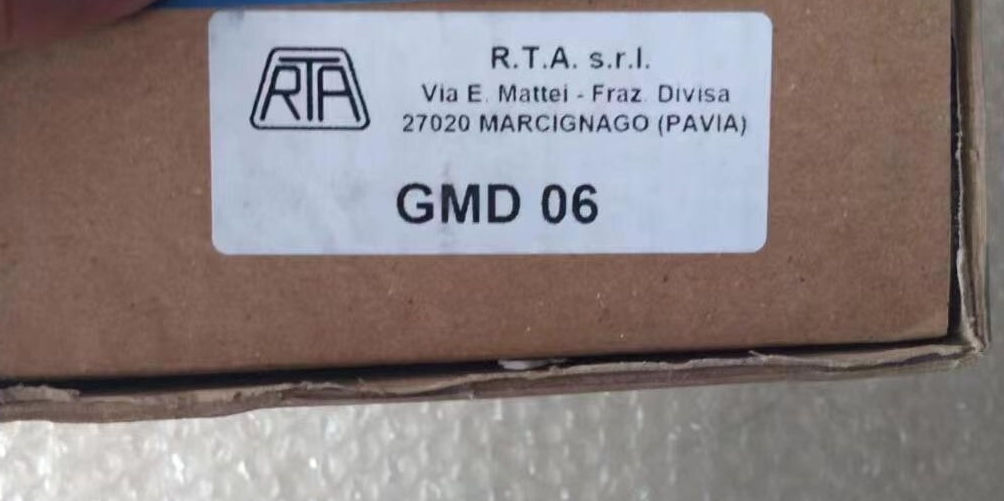 RTA
R.T.A. s.r.l.
Via E. Mattei - Fraz. Divisa
27020 MARCIGNAGO (PAVIA)
GMD 06